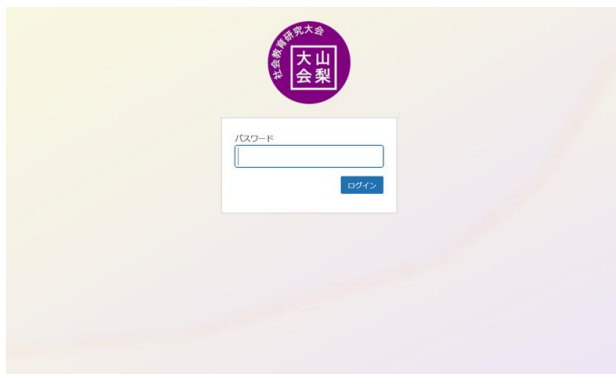 社会教育研究大会
山梨
大会
パスワード
ログイン